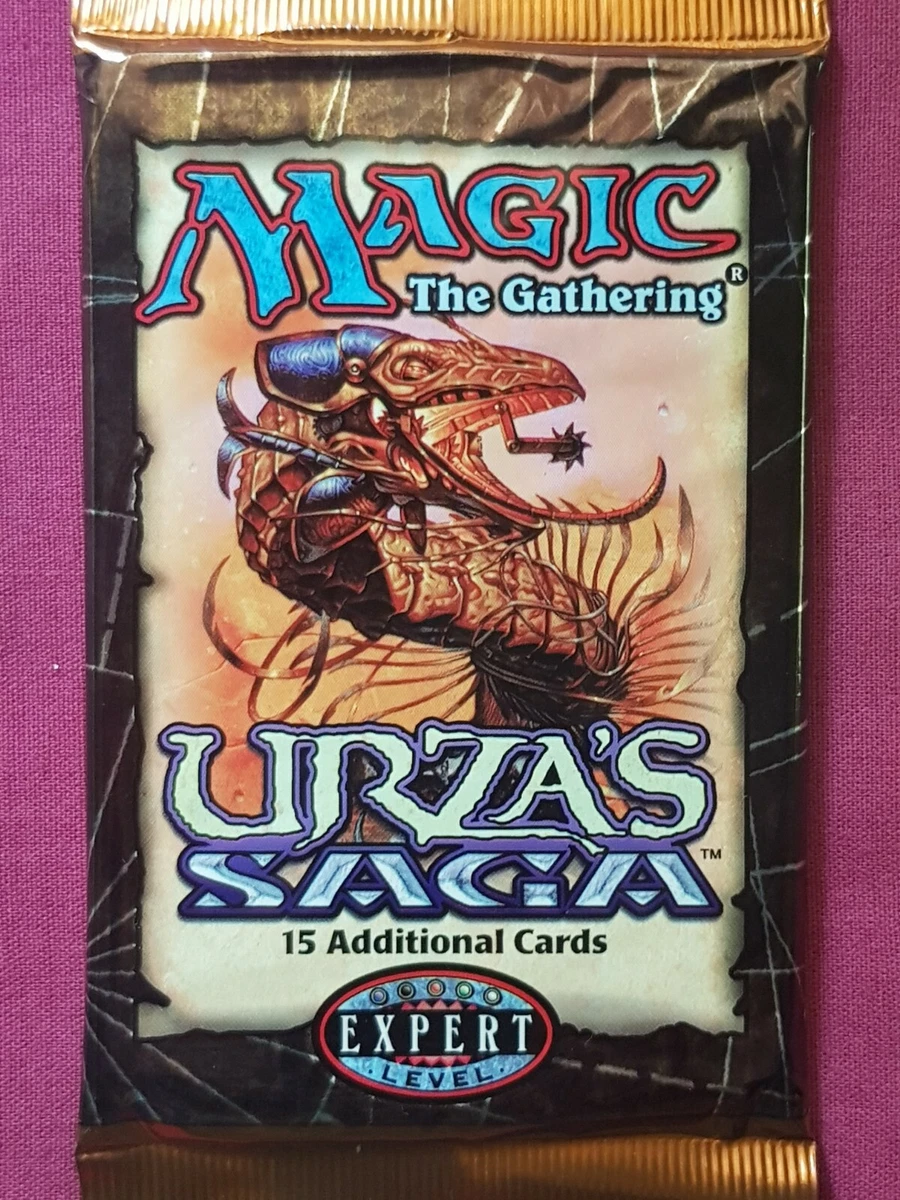 MAGIC
The Gathering®
URZA'S
SAGA™
15 Additional Cards
EXPERT
·LEVEL·